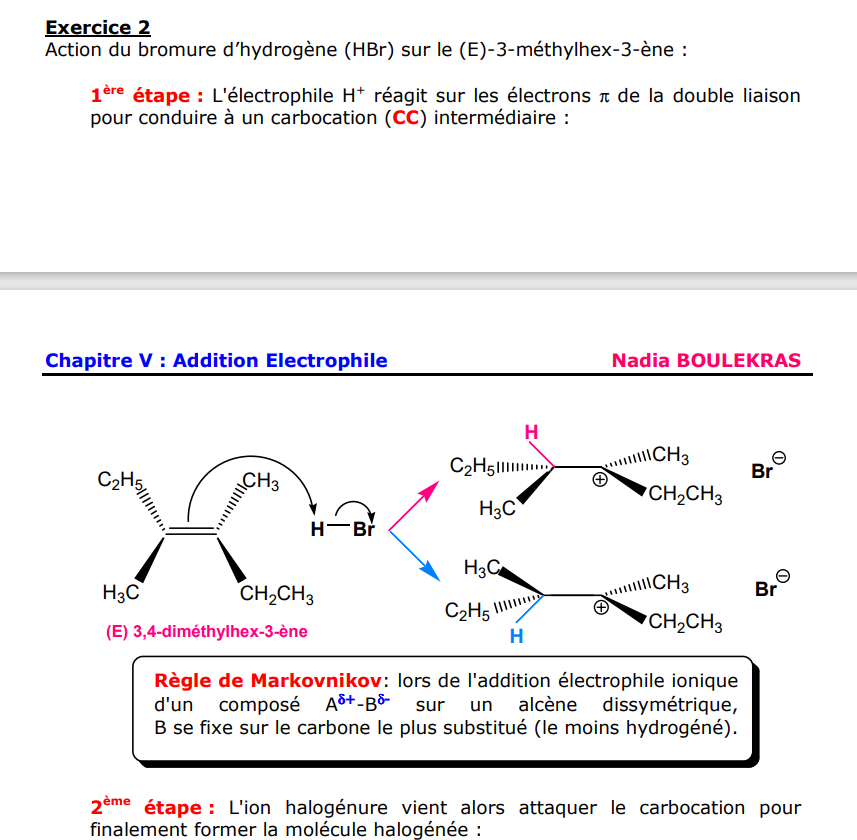 Exercice 2
Action du bromure d’hydrogène (HBr) sur le (E)-3-méthylhex-3-ène :
1ère étape : L'électrophile H+ réagit sur les électrons π de la double liaison
pour conduire à un carbocation (CC) intermédiaire :
Chapitre V : Addition Electrophile
Nadia BOULEKRAS
C2H5
CH3
H3C
CH2CH3
H—Br
(E) 3,4-diméthylhex-3-ène
H
C2H5
H3C
⊕
CH3
CH2CH3
Br⊖
H3C
C2H5
H
⊕
CH3
CH2CH3
Br⊖
Règle de Markovnikov: lors de l'addition électrophile ionique
d'un composé Aδ+-Bδ- sur un alcène dissymétrique,
B se fixe sur le carbone le plus substitué (le moins hydrogéné).
2ème étape : L'ion halogénure vient alors attaquer le carbocation pour
finalement former la molécule halogénée :